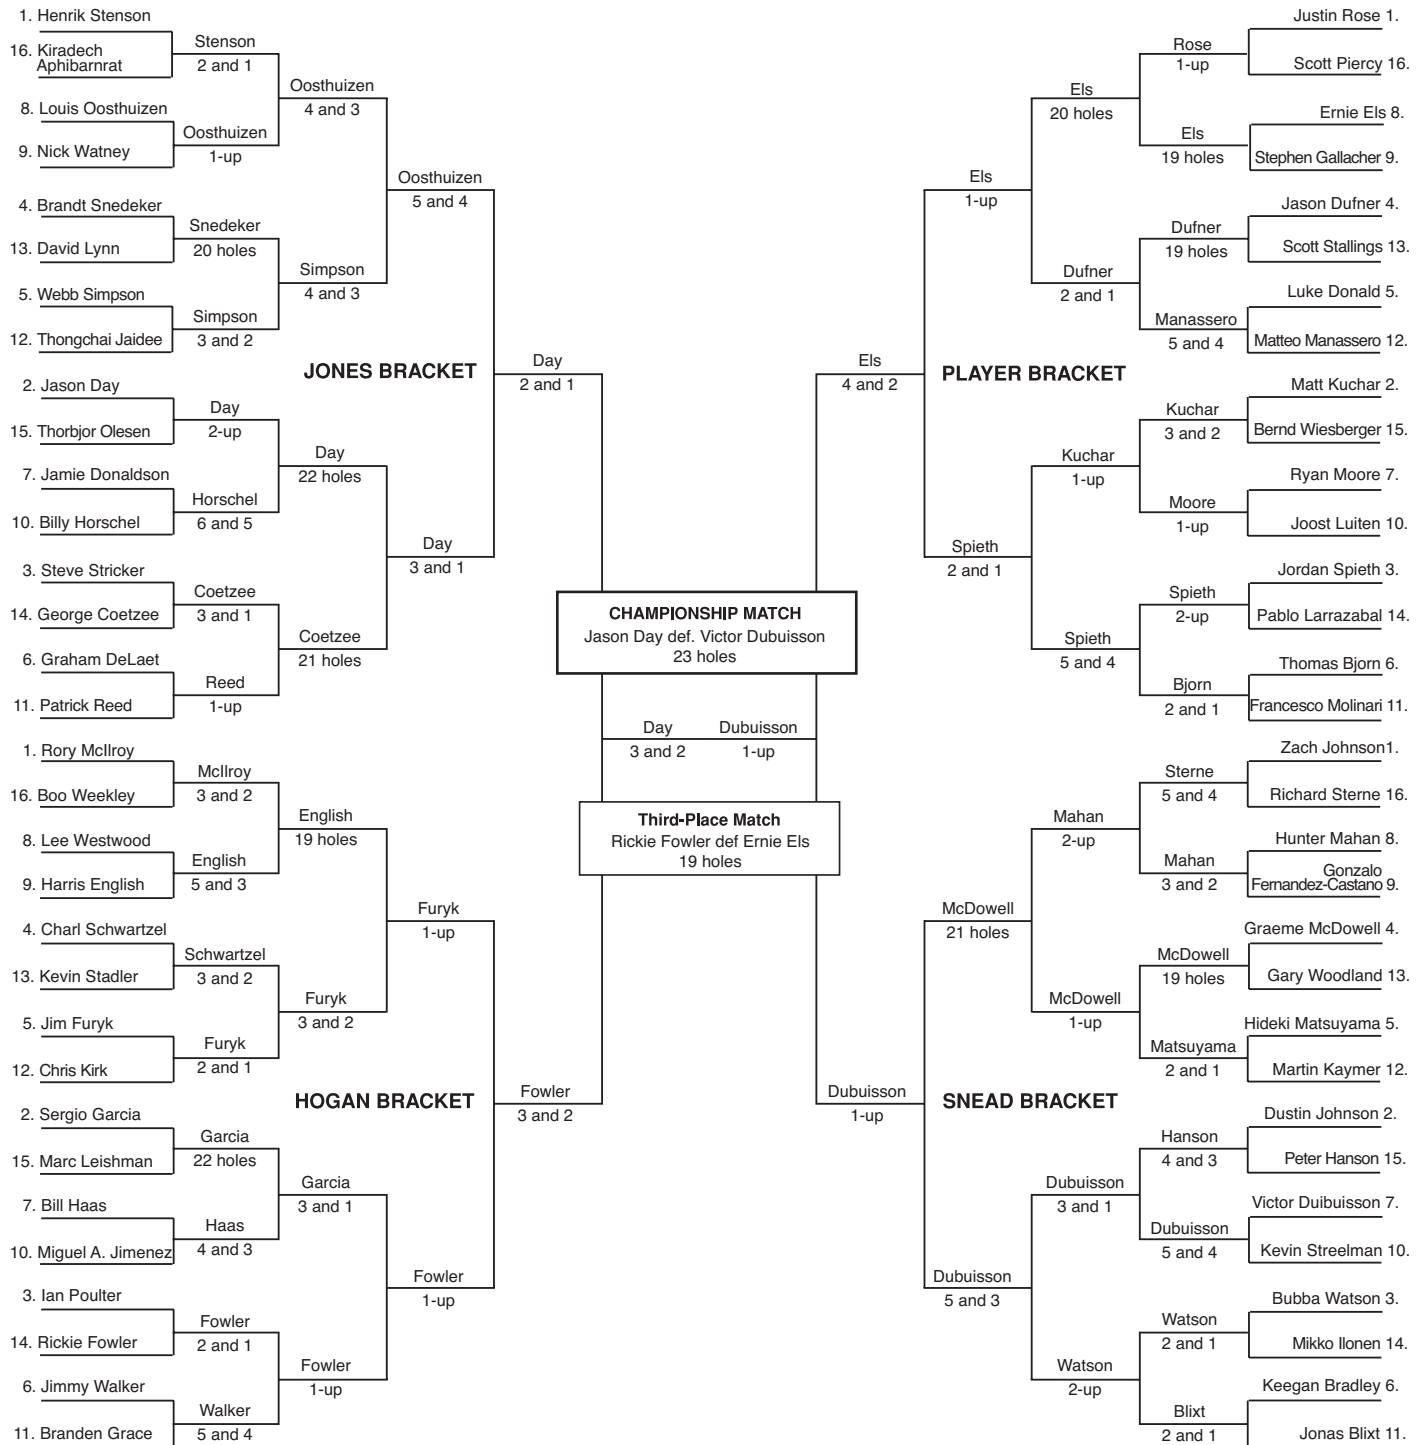 1. Henrik Stenson
16. Kiradech
Aphibarnrat
8. Louis Oosthuizen
9. Nick Watney
4. Brandt Snedeker
13. David Lynn
5. Webb Simpson
12. Thongchai Jaidee
2. Jason Day
15. Thorbjor Olesen
7. Jamie Donaldson
10. Billy Horschel
3. Steve Stricker
14. George Coetzee
6. Graham DeLaet
11. Patrick Reed
Stenson
2 and 1
Oosthuizen
1-up
Snedeker
20 holes
Simpson
3 and 2
Day
2-up
Horschel
6 and 5
Coetzee
3 and 1
Reed
1-up
Oosthuizen
4 and 3
Simpson
4 and 3
Day
22 holes
Coetzee
21 holes
Oosthuizen
5 and 4
Day
3 and 1
JONES BRACKET
Day
2 and 1
1. Rory McIlroy
16. Boo Weekley
8. Lee Westwood
9. Harris English
4. Charl Schwartzel
13. Kevin Stadler
5. Jim Furyk
12. Chris Kirk
2. Sergio Garcia
15. Marc Leishman
7. Bill Haas
10. Miguel A. Jimenez
3. Ian Poulter
14. Rickie Fowler
6. Jimmy Walker
11. Branden Grace
McIlroy
3 and 2
English
5 and 3
Schwartzel
3 and 2
Furyk
2 and 1
Garcia
22 holes
Haas
4 and 3
Fowler
2 and 1
Walker
5 and 4
English
19 holes
Furyk
3 and 2
Garcia
3 and 1
Fowler
1-up
Furyk
1-up
Fowler
1-up
HOGAN BRACKET
Fowler
3 and 2
CHAMPIONSHIP MATCH
Jason Day def. Victor Dubuisson
23 holes
Day
3 and 2
Dubuisson
1-up
Third-Place Match
Rickie Fowler def Ernie Els
19 holes
Els
4 and 2
PLAYER BRACKET
Els
1-up
Spieth
2 and 1
Els
20 holes
Dufner
2 and 1
Kuchar
1-up
Spieth
5 and 4
Rose
1-up
Els
19 holes
Dufner
19 holes
Manassero
5 and 4
Kuchar
3 and 2
Moore
1-up
Spieth
2-up
Bjorn
2 and 1
Justin Rose 1.
Scott Piercy 16.
Ernie Els 8.
Stephen Gallacher 9.
Jason Dufner 4.
Scott Stallings 13.
Luke Donald 5.
Matteo Manassero 12.
Matt Kuchar 2.
Bernd Wiesberger 15.
Ryan Moore 7.
Joost Luiten 10.
Jordan Spieth 3.
Pablo Larrazabal 14.
Thomas Bjorn 6.
Francesco Molinari 11.
Dubuisson
1-up
SNEAD BRACKET
McDowell
21 holes
Dubuisson
5 and 3
Mahan
2-up
McDowell
1-up
Dubuisson
3 and 1
Watson
2-up
Sterne
5 and 4
Mahan
3 and 2
McDowell
19 holes
Matsuyama
2 and 1
Hanson
4 and 3
Dubuisson
5 and 4
Watson
2 and 1
Blixt
2 and 1
Zach Johnson1.
Richard Sterne 16.
Hunter Mahan 8.
Gonzalo
Fernandez-Castano 9.
Graeme McDowell 4.
Gary Woodland 13.
Hideki Matsuyama 5.
Martin Kaymer 12.
Dustin Johnson 2.
Peter Hanson 15.
Victor Duibuisson 7.
Kevin Streelman 10.
Bubba Watson 3.
Mikko Ilonen 14.
Keegan Bradley 6.
Jonas Blixt 11.